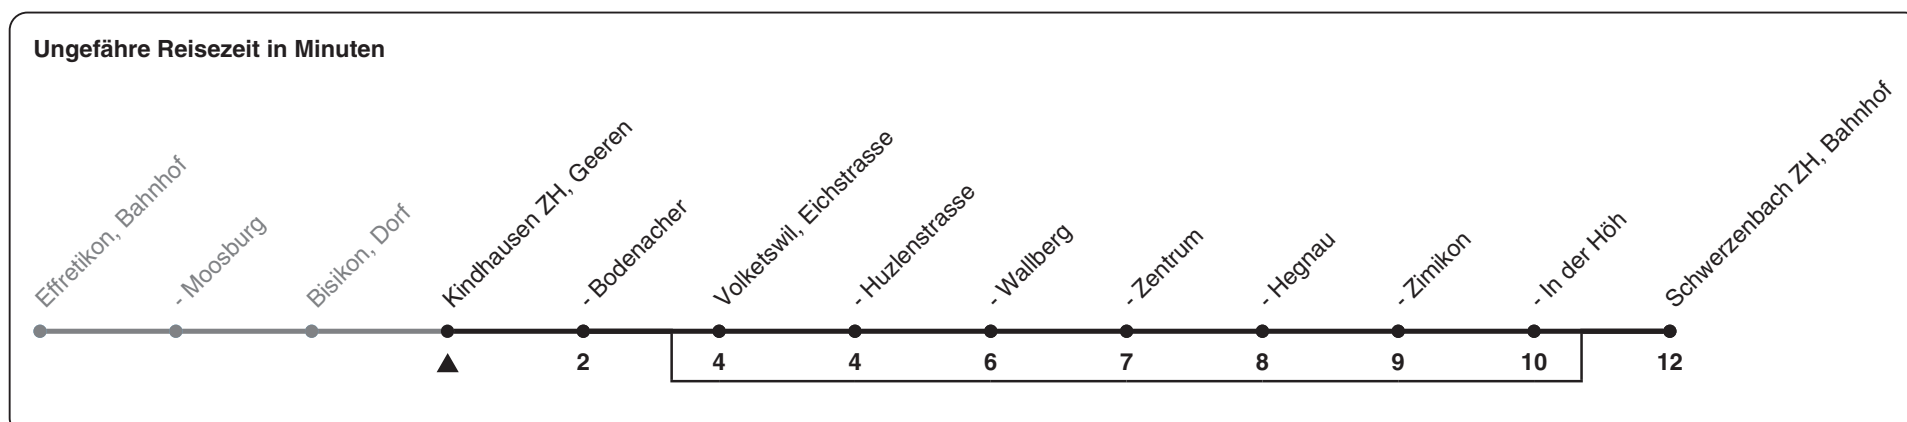 Ungefähre Reisezeit in Minuten
Effretikon, Bahnhof
- Moosburg
Bisikon, Dorf
Kindhausen ZH, Geeren
- Bodenacher
Volketswil, Eichstrasse
- Huzlenstrasse
- Wallberg
- Zentrum
- Hegnau
- Zimikon
- In der Höh
Schwerzenbach ZH, Bahnhof
2 4 4 6 7 8 9 10 12